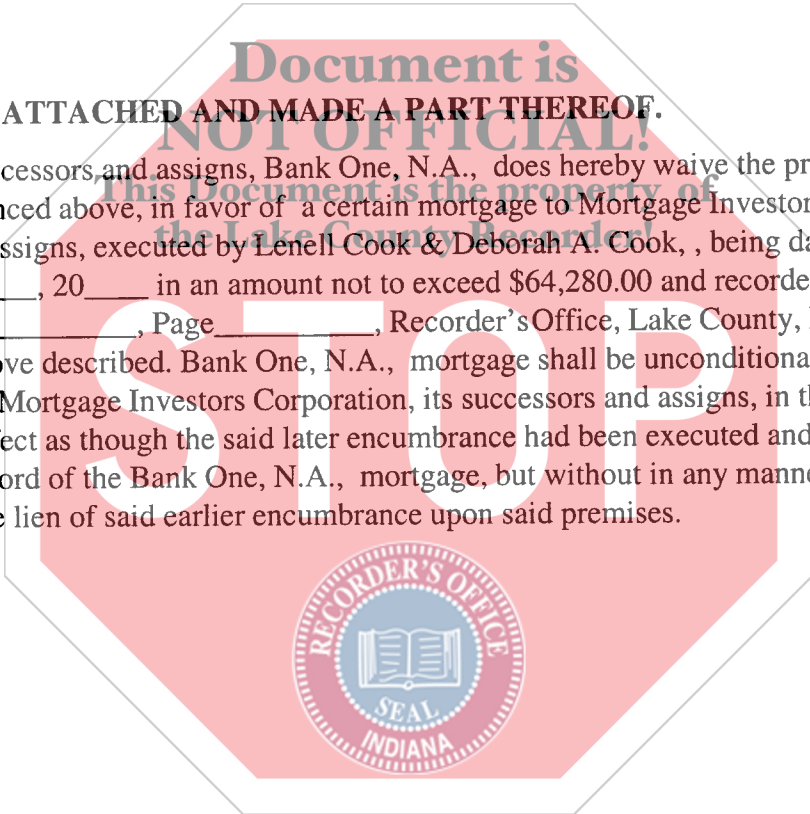 Document is
ATTACHED AND MADE A PART THEREOF.
NOT OFFICIAL!
cessors and assigns, Bank One, N.A., does hereby waive the pr
This Document is the property of
nced above, in favor of a certain mortgage to Mortgage Investor
the Lake County Recorder!
ssigns, executed by Lenell Cook & Deborah A. Cook, , being da
___, 20____ in an amount not to exceed $64,280.00 and recorde
__________, Page__________, Recorder's Office, Lake County,
ve described. Bank One, N.A., mortgage shall be unconditiona
Mortgage Investors Corporation, its successors and assigns, in th
ect as though the said later encumbrance had been executed and
ord of the Bank One, N.A., mortgage, but without in any manne
e lien of said earlier encumbrance upon said premises.
STOP
RECORDER'S OFFICE
SEAL
INDIANA